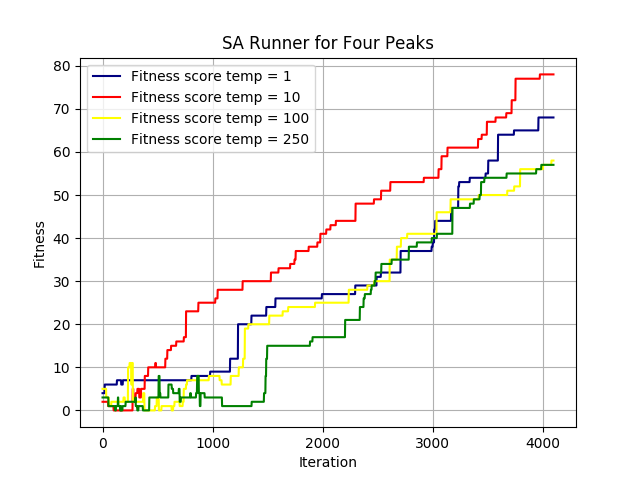 SA Runner for Four Peaks
Fitness score temp = 1
Fitness score temp = 10
Fitness score temp = 100
Fitness score temp = 250
80
70
60
50
40
30
20
10
0
Fitness
0 1000 2000 3000 4000
Iteration